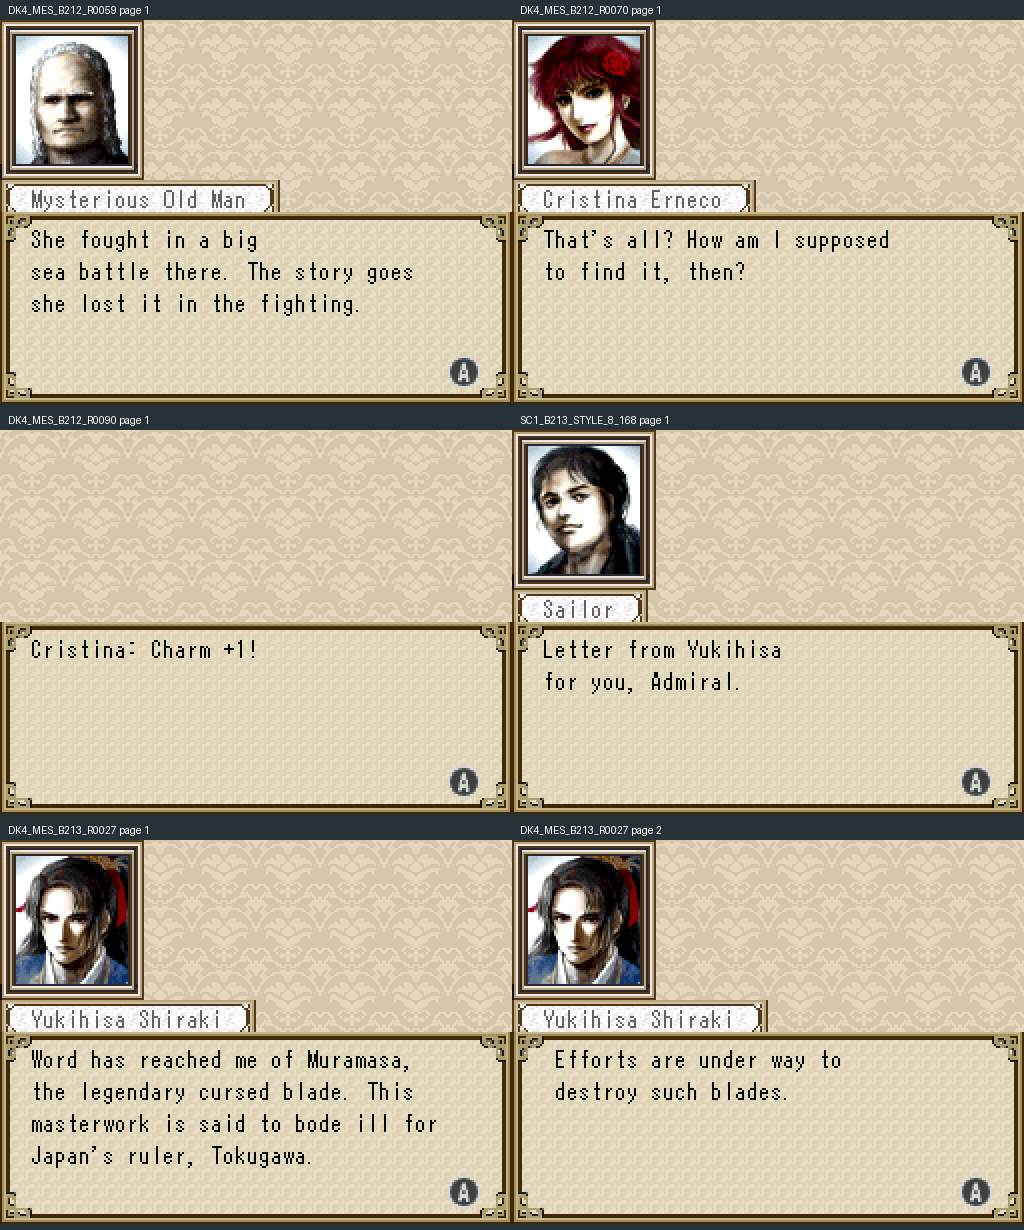 DK4_MES_B212_R0059 page 1
Mysterious Old Man
She fought in a big
sea battle there. The story goes
she lost it in the fighting.
A
DK4_MES_B212_R0070 page 1
Cristina Erneco
That's all? How am I supposed
to find it, then?
A
DK4_MES_B212_R0090 page 1
Cristina: Charm +1!
A
SC1_B213_STYLE_8_168 page 1
Sailor
Letter from Yukihisa
for you, Admiral.
A
DK4_MES_B213_R0027 page 1
Yukihisa Shiraki
Word has reached me of Muramasa,
the legendary cursed blade. This
masterwork is said to bode ill for
Japan's ruler, Tokugawa.
A
DK4_MES_B213_R0027 page 2
Yukihisa Shiraki
Efforts are under way to
destroy such blades.
A